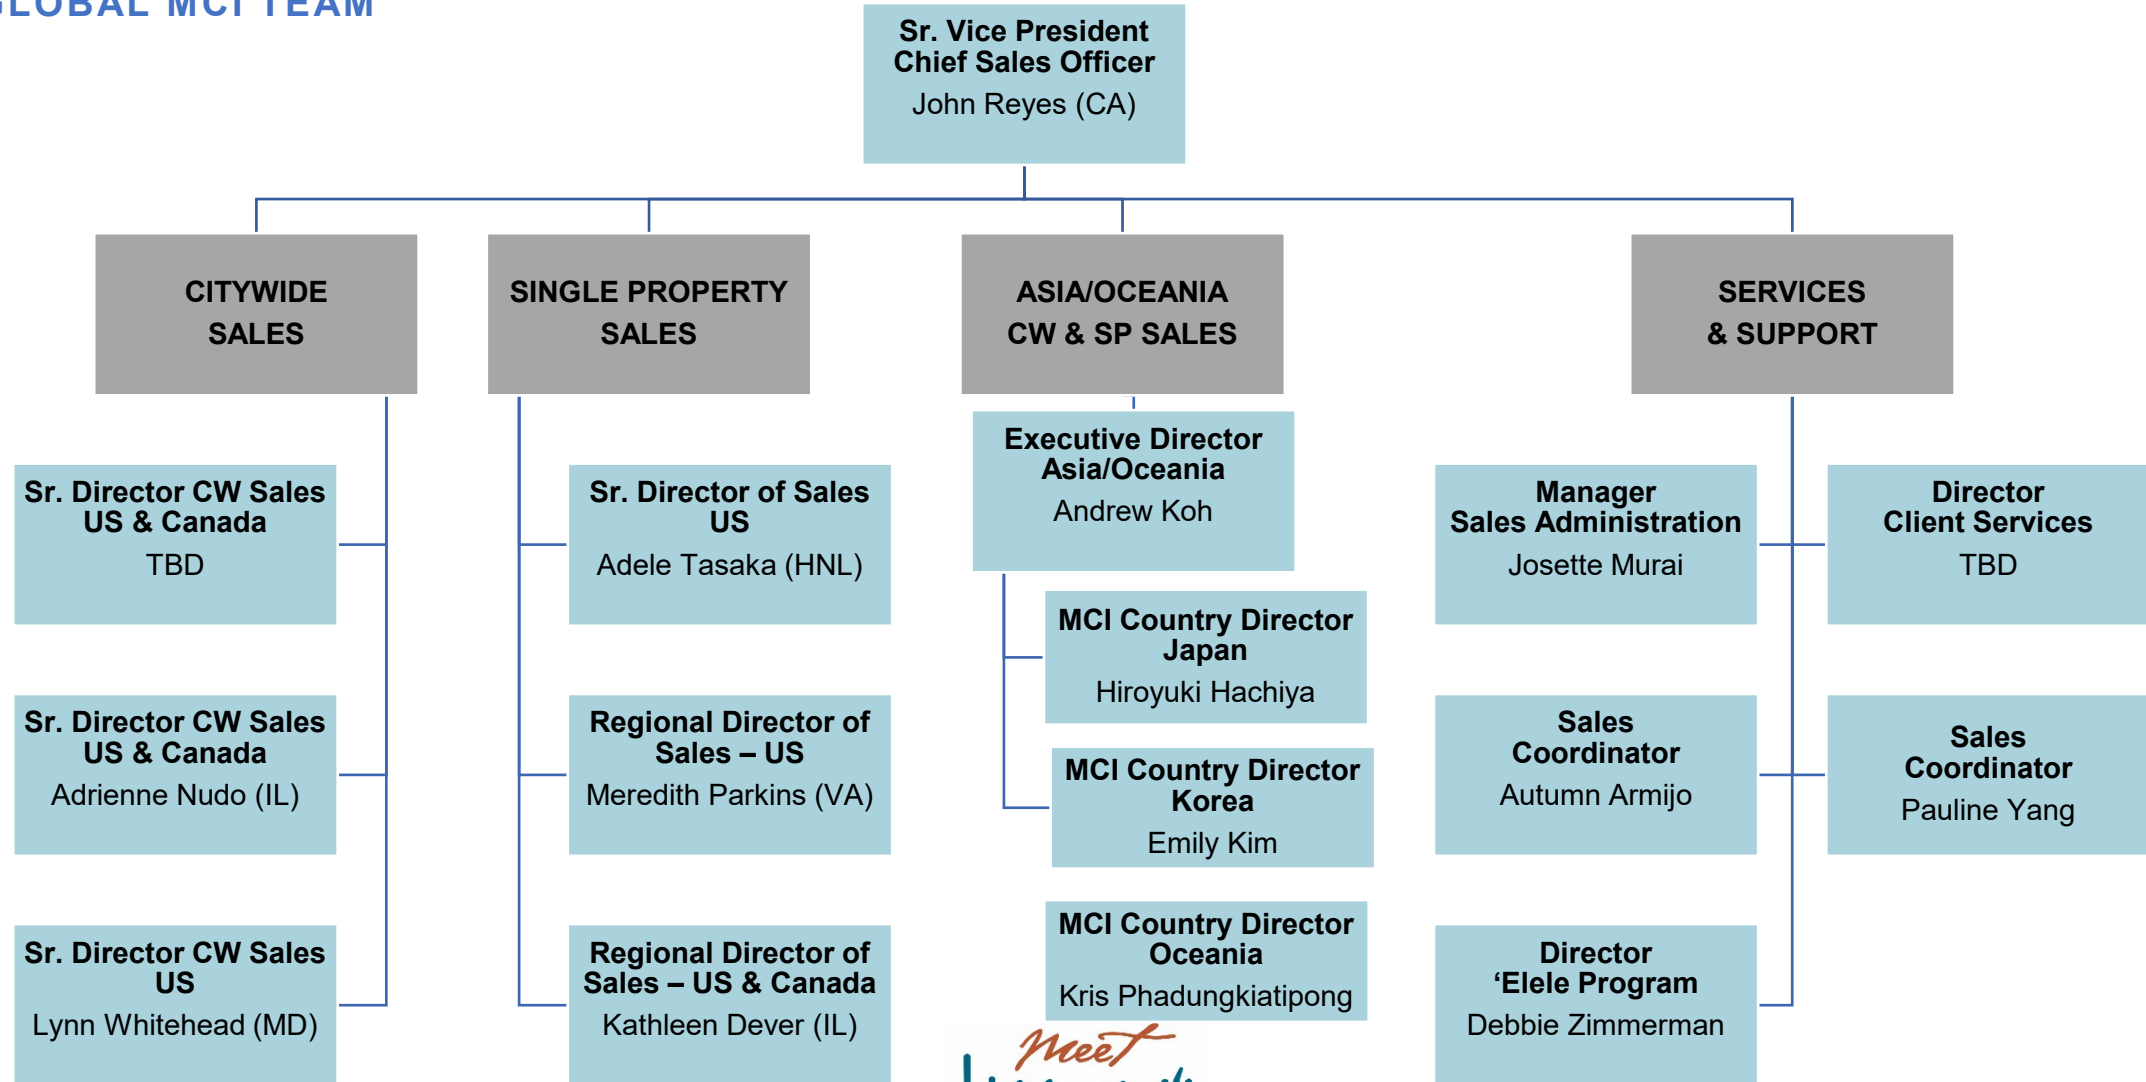 GLOBAL MCI TEAM
Sr. Vice President
Chief Sales Officer
John Reyes (CA)
CITYWIDE
SALES
SINGLE PROPERTY
SALES
ASIA/OCEANIA
CW & SP SALES
SERVICES
& SUPPORT
Sr. Director CW Sales
US & Canada
TBD
Sr. Director CW Sales
US & Canada
Adrienne Nudo (IL)
Sr. Director CW Sales
US
Lynn Whitehead (MD)
Sr. Director of Sales
US
Adele Tasaka (HNL)
Regional Director of
Sales – US
Meredith Parkins (VA)
Regional Director of
Sales – US & Canada
Kathleen Dever (IL)
Executive Director
Asia/Oceania
Andrew Koh
MCI Country Director
Japan
Hiroyuki Hachiya
MCI Country Director
Korea
Emily Kim
MCI Country Director
Oceania
Kris Phadungkiatipong
Manager
Sales Administration
Josette Murai
Director
Client Services
TBD
Sales
Coordinator
Autumn Armijo
Sales
Coordinator
Pauline Yang
Director
‘Elele Program
Debbie Zimmerman
meet